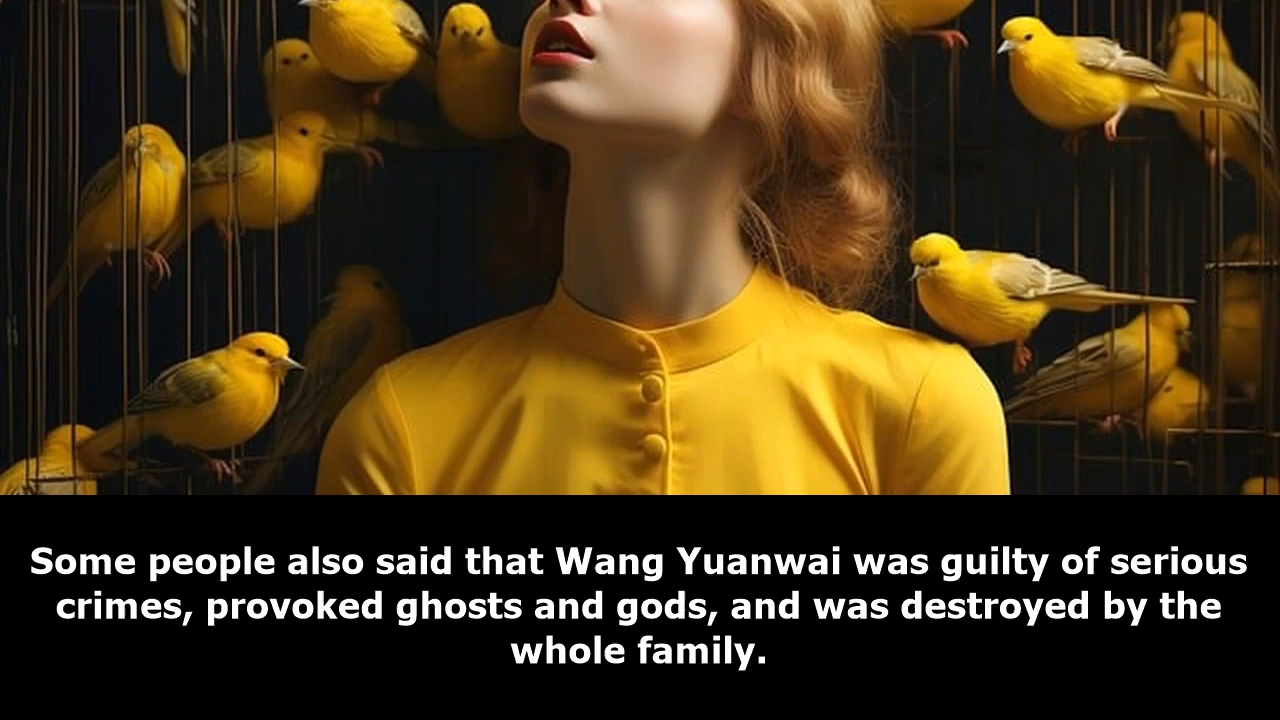 Some people also said that Wang Yuanwai was guilty of serious
crimes, provoked ghosts and gods, and was destroyed by the
whole family.